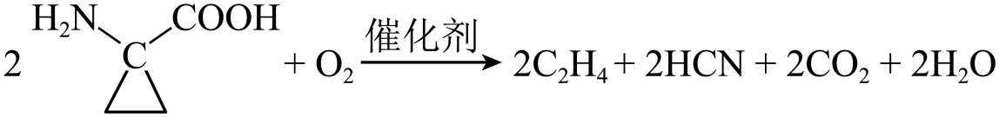 H₂N COOH
催化剂
2 C + O₂ → 2C₂H₄ + 2HCN + 2CO₂ + 2H₂O